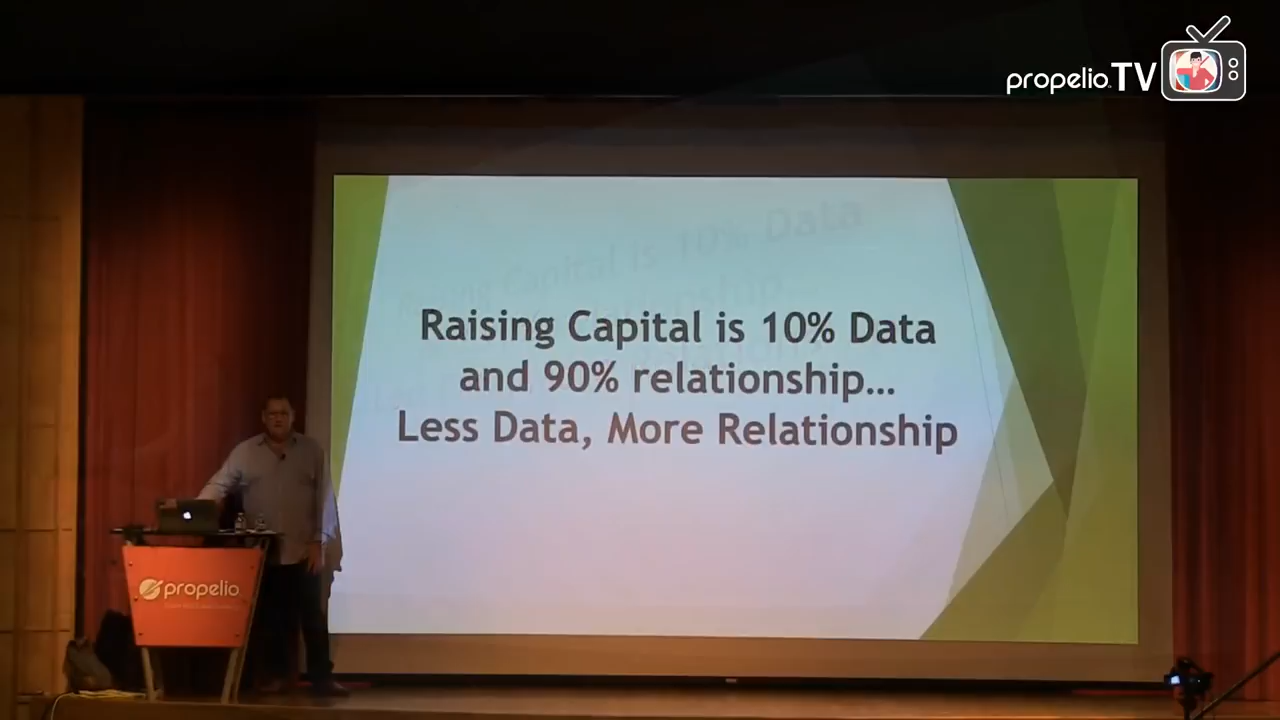 propelio TV
Raising Capital is 10% Data
and 90% relationship...
Less Data, More Relationship
propelio